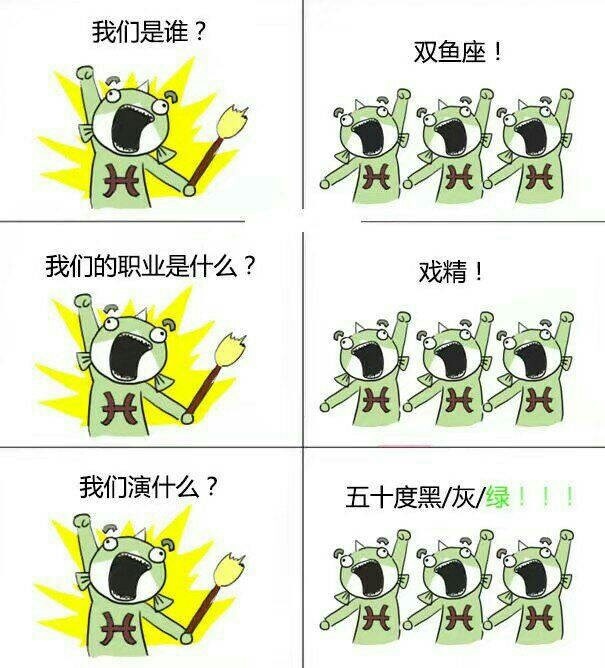 我们是谁？
双鱼座！
我们的职业是什么？
戏精！
我们演什么？
五十度黑/灰/绿！！！